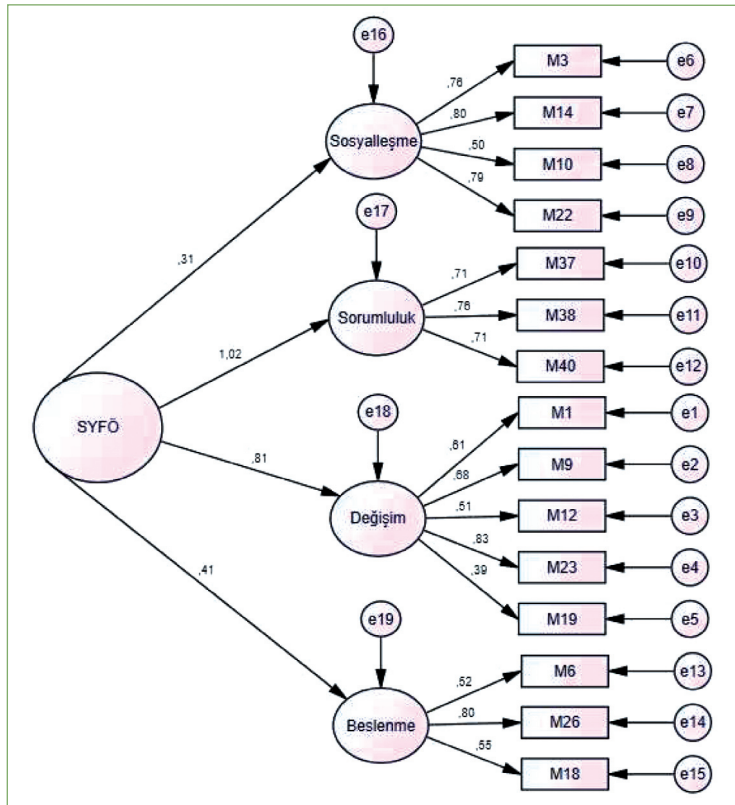 e16
M3
e6
,76
,80
M14
e7
Sosyalleşme
,50
M10
e8
,79
M22
e9
e17
,31
,71
M37
e10
Sorumluluk
,76
M38
e11
,71
M40
e12
1,02
SYFÖ
e18
M1
e1
,61
,81
,68
M9
e2
Değişim
,51
M12
e3
,83
M23
e4
,39
M19
e5
,41
e19
M6
e13
,52
Beslenme
,80
M26
e14
,55
M18
e15